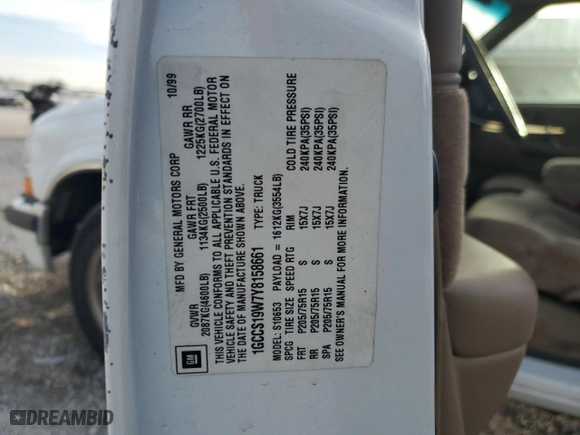 GM
MFD BY GENERAL MOTORS CORP 10/99
GVWR GAWR FRT GAWR RR
2087KG(4600LB) 1134KG(2500LB) 1225KG(2700LB)
THIS VEHICLE CONFORMS TO ALL APPLICABLE U.S. FEDERAL MOTOR
VEHICLE SAFETY AND THEFT PREVENTION STANDARDS IN EFFECT ON
THE DATE OF MANUFACTURE SHOWN ABOVE.
1GCCS19W7Y8158661 TYPE: TRUCK
MODEL: S10653 PAYLOAD = 1612KG(3554LB)
SPCG TIRE SIZE SPEED RTG RIM COLD TIRE PRESSURE
FRT P205/75R15 S 15X7J 240KPA(35PSI)
RR P205/75R15 S 15X7J 240KPA(35PSI)
SPA P205/75R15 S 15X7J 240KPA(35PSI)
SEE OWNER'S MANUAL FOR MORE INFORMATION.
DREAMBID